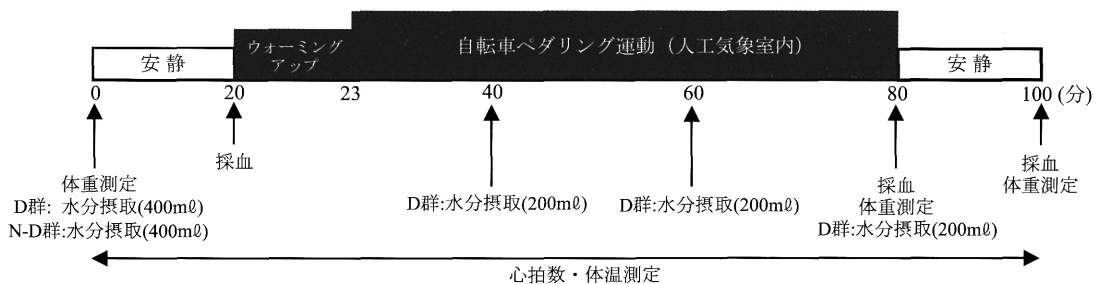 安 静
ウォーミング
アップ
自転車ペダリング運動（人工気象室内）
安 静
0
20
23
40
60
80
100 (分)
体重測定
D群: 水分摂取(400mℓ)
N-D群:水分摂取(400mℓ)
採血
D群:水分摂取(200mℓ)
D群:水分摂取(200mℓ)
採血
体重測定
D群:水分摂取(200mℓ)
採血
体重測定
心拍数・体温測定